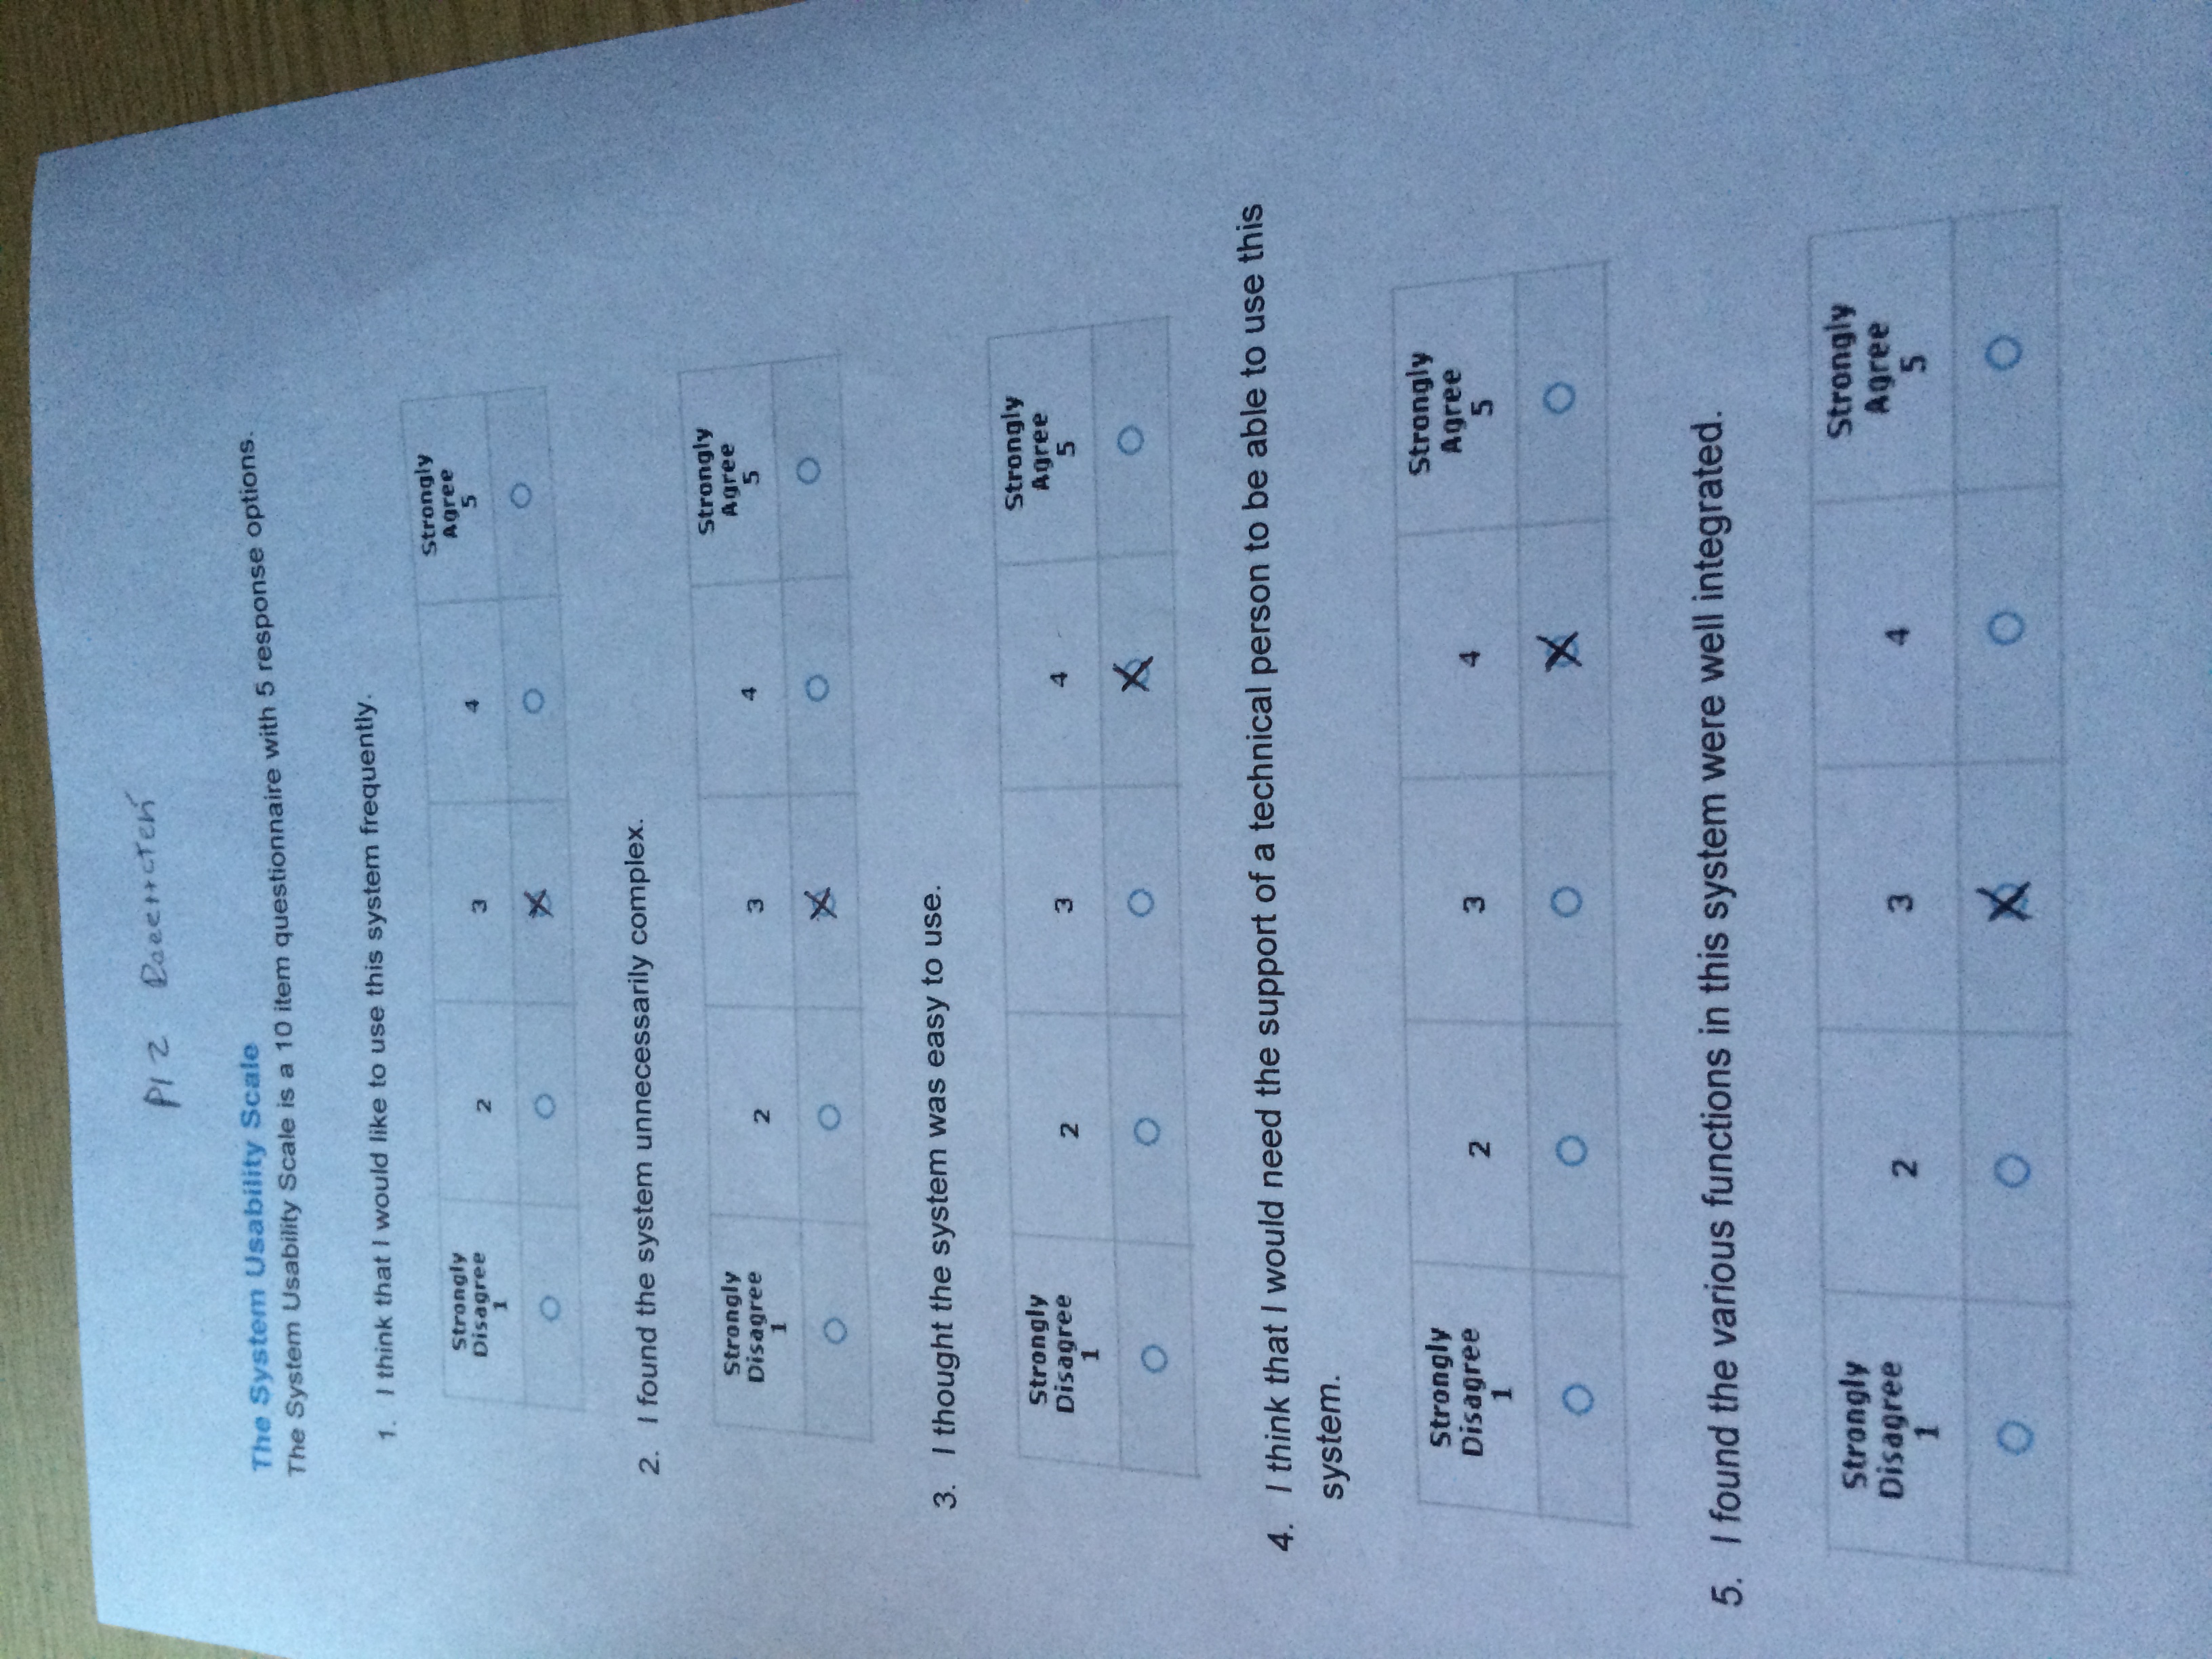 P12
The System Usability Scale
The System Usability Scale is a 10 item questionnaire with 5 response options.
1. I think that I would like to use this system frequently.
Strongly Disagree 1 2 3 4 Strongly Agree 5
2. I found the system unnecessarily complex.
Strongly Disagree 1 2 3 4 Strongly Agree 5
3. I thought the system was easy to use.
Strongly Disagree 1 2 3 4 Strongly Agree 5
4. I think that I would need the support of a technical person to be able to use this
system.
Strongly Disagree 1 2 3 4 Strongly Agree 5
5. I found the various functions in this system were well integrated.
Strongly Disagree 1 2 3 4 Strongly Agree 5